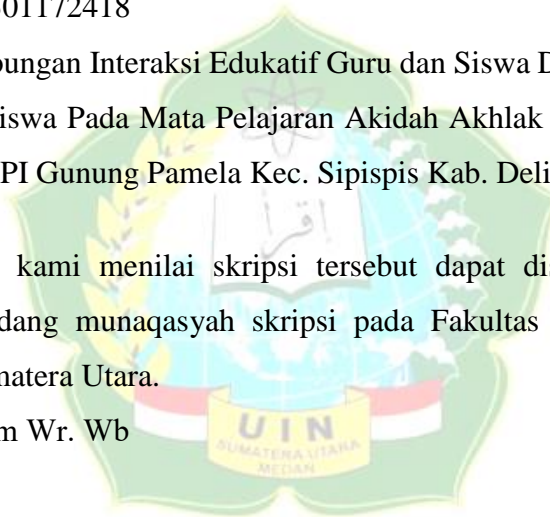 01172418
bungan Interaksi Edukatif Guru dan Siswa D
iswa Pada Mata Pelajaran Akidah Akhlak
PI Gunung Pamela Kec. Sipispis Kab. Deli
kami menilai skripsi tersebut dapat di
dang munaqasyah skripsi pada Fakultas
matera Utara.
m Wr. Wb
اقرأ
UIN
SUMATERA UTARA
MEDAN